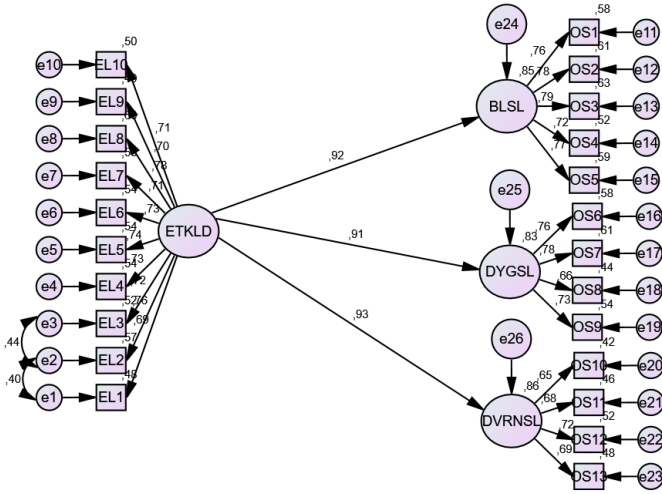 ,50
e10 EL10
e9 EL9
e8 EL8
e7 EL7
,54
e6 EL6
,54
e5 EL5
,54
e4 EL4
,52
e3 EL3
,57
e2 EL2
,48
e1 EL1
,44
,40
,71
,70
,73
,71
,73
,74
,73
,72
,76
,69
ETKLD
,92
,91
,93
e24
BLSL
,85
,76
,78
,79
,72
,77
,58
OS1 e11
,61
OS2 e12
,63
OS3 e13
,52
OS4 e14
,59
OS5 e15
e25
DYGSL
,83
,76
,78
,66
,73
,58
OS6 e16
,61
OS7 e17
,44
OS8 e18
,54
OS9 e19
e26
DVRNSL
,86
,65
,68
,72
,69
,42
OS10 e20
,46
OS11 e21
,52
OS12 e22
,48
OS13 e23